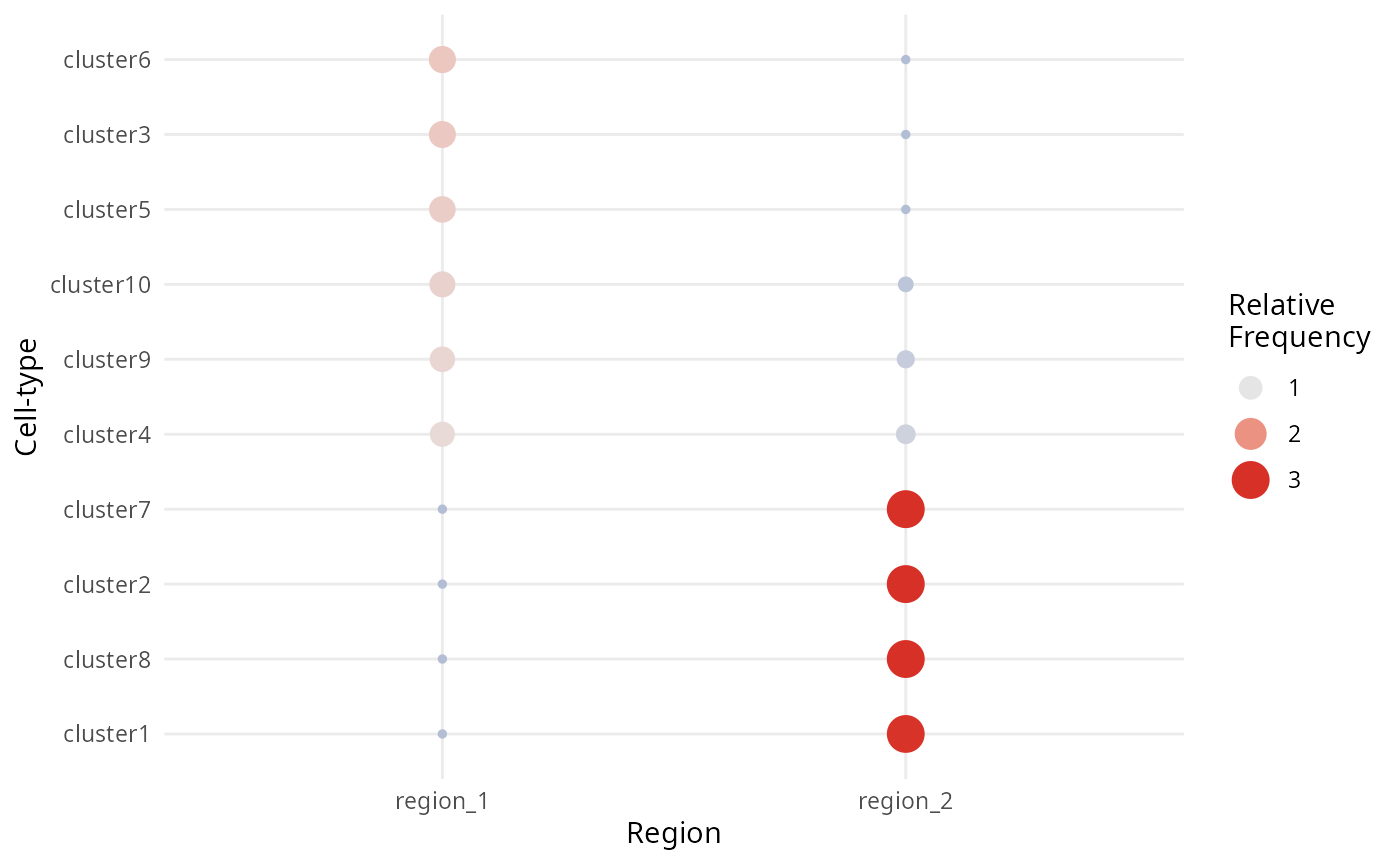 cluster6
cluster3
cluster5
cluster10
cluster9
cluster4
cluster7
cluster2
cluster8
cluster1
Cell-type
region_1
region_2
Region
Relative
Frequency
1
2
3